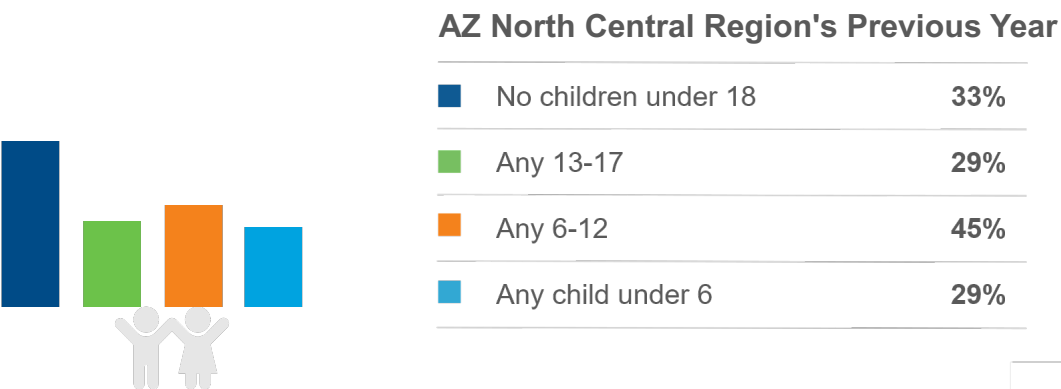 AZ North Central Region's Previous Year
No children under 18 33%
Any 13-17 29%
Any 6-12 45%
Any child under 6 29%